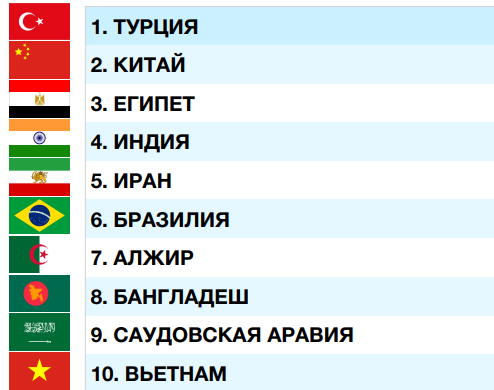 1. ТУРЦИЯ
2. КИТАЙ
3. ЕГИПЕТ
4. ИНДИЯ
5. ИРАН
6. БРАЗИЛИЯ
7. АЛЖИР
8. БАНГЛАДЕШ
9. САУДОВСКАЯ АРАВИЯ
10. ВЬЕТНАМ